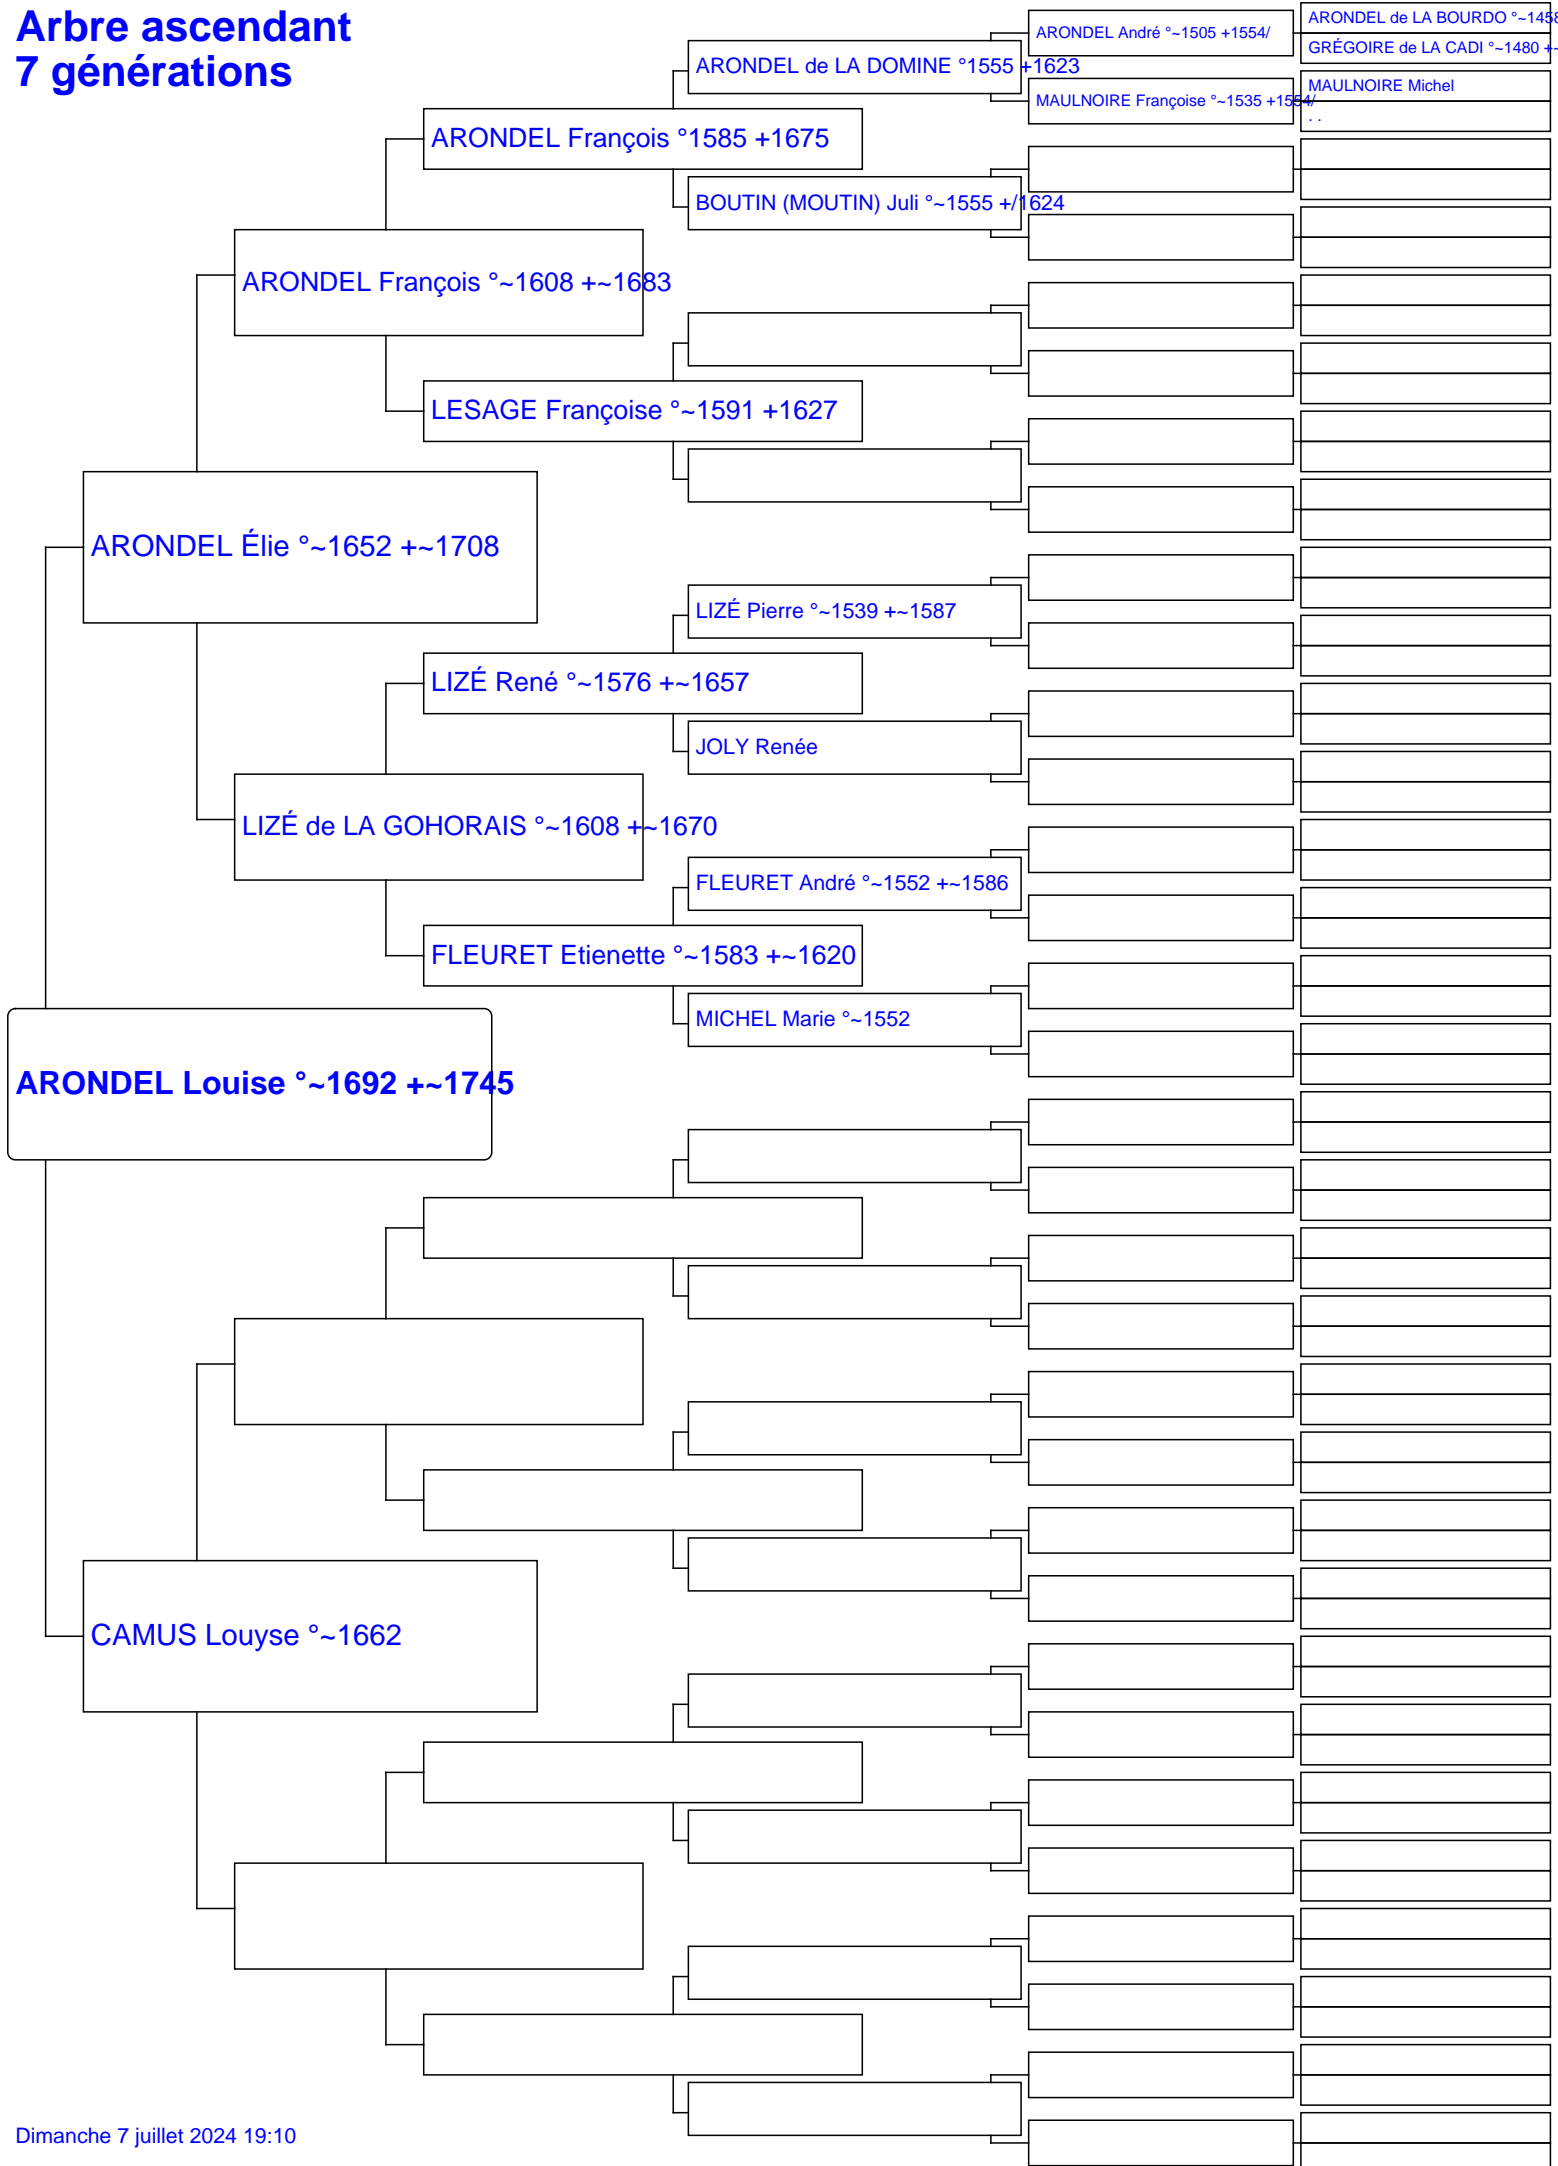 Arbre ascendant
7 générations
ARONDEL de LA BOURDO °~1458
ARONDEL André °~1505 +1554/
GRÉGOIRE de LA CADI °~1480 +~
ARONDEL de LA DOMINE °1555 +1623
MAULNOIRE Michel
MAULNOIRE Françoise °~1535 +1554/
. .
ARONDEL François °1585 +1675
BOUTIN (MOUTIN) Juli °~1555 +/1624
ARONDEL François °~1608 +~1683
LESAGE Françoise °~1591 +1627
ARONDEL Élie °~1652 +~1708
LIZÉ Pierre °~1539 +~1587
LIZÉ René °~1576 +~1657
JOLY Renée
LIZÉ de LA GOHORAIS °~1608 +~1670
FLEURET André °~1552 +~1586
FLEURET Etienette °~1583 +~1620
MICHEL Marie °~1552
ARONDEL Louise °~1692 +~1745
CAMUS Louyse °~1662
Dimanche 7 juillet 2024 19:10